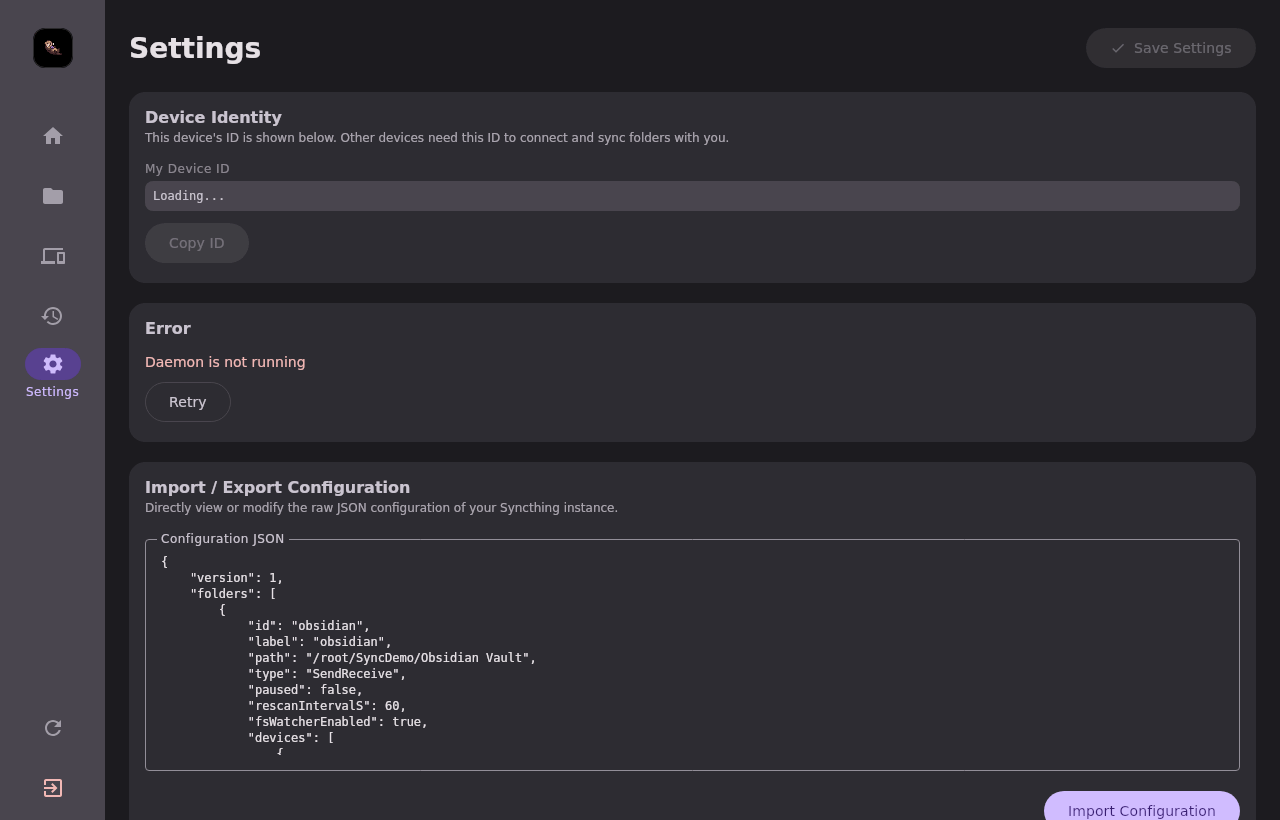 Settings
Save Settings
Device Identity
This device's ID is shown below. Other devices need this ID to connect and sync folders with you.
My Device ID
Loading...
Copy ID
Error
Daemon is not running
Retry
Settings
Import / Export Configuration
Directly view or modify the raw JSON configuration of your Syncthing instance.
Configuration JSON
{
    "version": 1,
    "folders": [
        {
            "id": "obsidian",
            "label": "obsidian",
            "path": "/root/SyncDemo/Obsidian Vault",
            "type": "SendReceive",
            "paused": false,
            "rescanIntervalS": 60,
            "fsWatcherEnabled": true,
            "devices": [
                {
Import Configuration